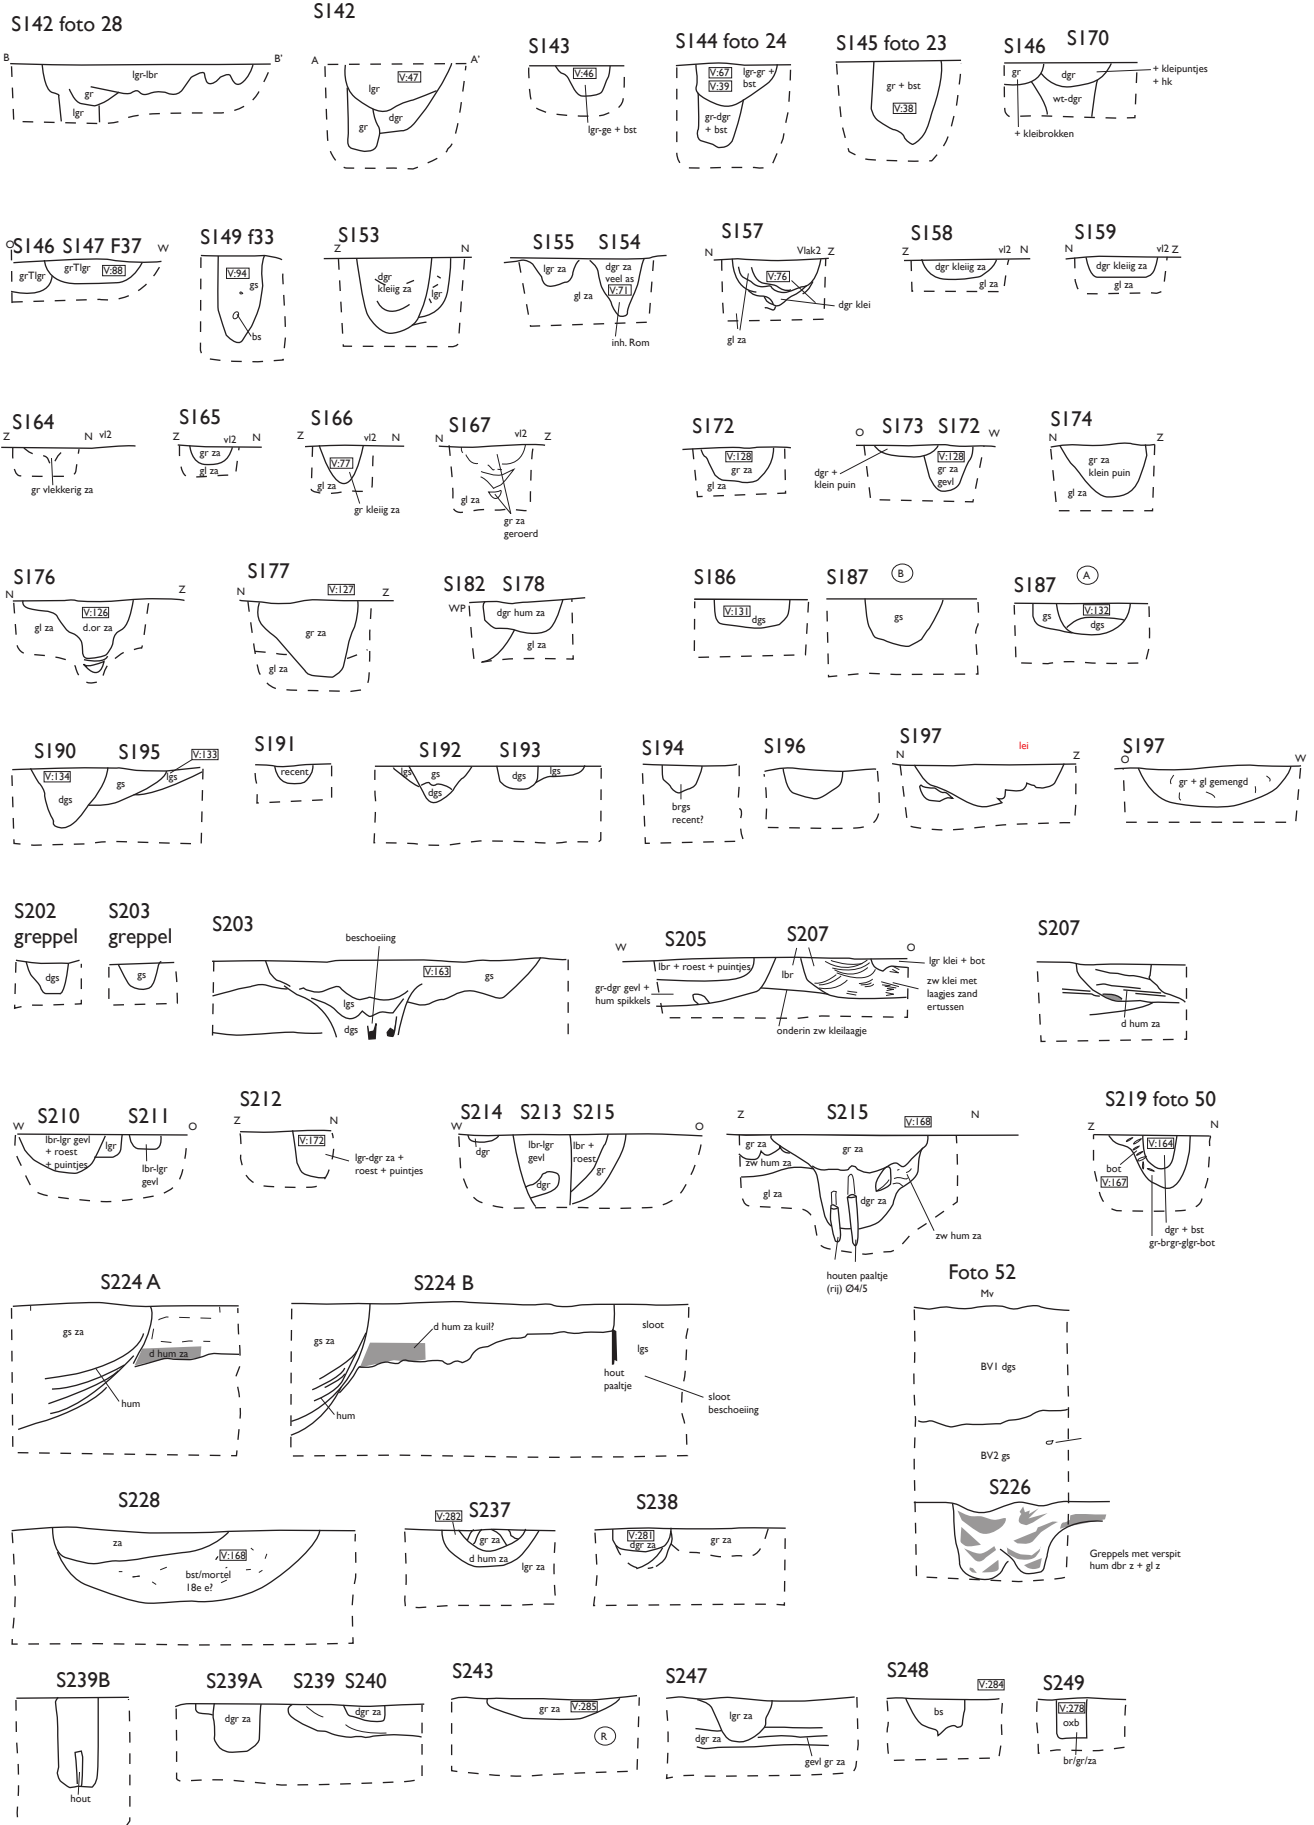 S142 foto 28
B
B'
lgr-lbr
gr
lgr
S142
A
A'
V:47
lgr
dgr
gr
S143
V:46
lgr-ge + bst
S144 foto 24
V:67
V:39
lgr-gr +
bst
gr-dgr
+ bst
S145 foto 23
gr + bst
V:38
S146
S170
gr
dgr
+ kleipuntjes
+ hk
wt-dgr
+ kleibrokken
O
S146
S147 F37
W
grTlgr
grTlgr
V:88
S149 f33
V:94
gs
bs
S153
Z
N
dgr
kleiig za
lgr
S155
S154
lgr za
dgr za
veel as
V:71
gl za
inh. Rom
S157
N
Vlak2
Z
V:76
dgr klei
gl za
S158
Z
vl2
N
dgr kleiig za
gl za
S159
N
vl2
Z
dgr kleiig za
gl za
S164
Z
N
vl2
gr vlekkerig za
S165
Z
vl2
N
gr za
gl za
S166
Z
vl2
N
V:77
gl za
gr kleiig za
S167
N
vl2
Z
gl za
gr za
geroerd
S172
V:128
gr za
gl za
O
S173
S172
W
V:128
gr za
gevl
dgr +
klein puin
S174
N
Z
gr za
klein puin
gl za
S176
N
Z
V:126
d.or za
gl za
S177
N
V:127
Z
gr za
gl za
S182
S178
WP
dgr hum za
gl za
S186
V:131
dgs
S187
B
gs
S187
A
V:132
gs
dgs
S190
S195
V:133
V:134
lgs
gs
dgs
S191
recent
S192
S193
lgs
gs
dgs
dgs
lgs
S194
brgs
recent?
S196
S197
N
lei
Z
S197
O
W
gr + gl gemengd
S202
greppel
dgs
S203
greppel
gs
S203
beschoeiing
V:163
gs
lgs
dgs
W
S205
S207
O
lbr + roest + puintjes
lbr
lgr klei + bot
gr-dgr gevl +
hum spikkels
zw klei met
laagjes zand
ertussen
onderin zw kleilaagje
S207
d hum za
W
S210
S211
O
lbr-lgr gevl
+ roest
+ puintjes
lgr
lbr-lgr
gevl
S212
Z
N
V:172
lgr-dgr za +
roest + puintjes
W
S214
S213
S215
O
dgr
lbr-lgr
gevl
lbr +
roest
gr
dgr
Z
S215
V:168
N
gr za
gr za
zw hum za
gl za
dgr za
zw hum za
houten paaltje
(rij) Ø4/5
S219 foto 50
Z
N
V:164
bot
V:167
dgr + bst
gr-brgr-glgr-bot
S224 A
gs za
d hum za
hum
S224 B
d hum za kuil?
gs za
sloot
lgs
hout
paaltje
hum
sloot
beschoeiing
Foto 52
Mv
BV1 dgs
BV2 gs
S226
Greppels met verspit
hum dbr z + gl z
S228
za
V:168
bst/mortel
18e e?
V:282
S237
gr za
d hum za
lgr za
S238
V:281
dgr za
gr za
S239B
hout
S239A
dgr za
S239
S240
dgr za
S243
gr za
V:285
R
S247
lgr za
dgr za
gevl gr za
S248
V:284
bs
S249
V:278
oxb
br/gr/za